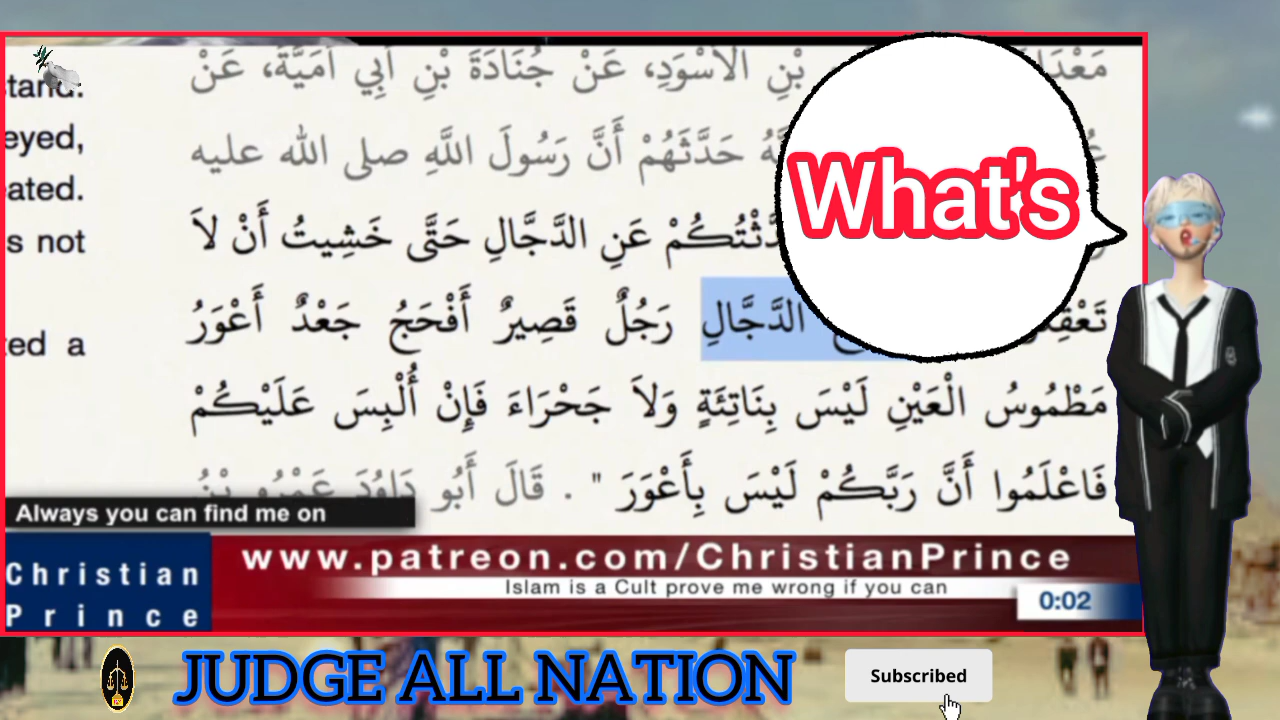 tand.
eyed,
ated.
s not
ed a
بْنِ الأَسْوَدِ، عَنْ جُنَادَةَ بْنِ أَبِي أُمَيَّةَ، عَنْ
حَدَّثَهُمْ أَنَّ رَسُولَ اللَّهِ صلى الله عليه
عَنِ الدَّجَّالِ حَتَّى خَشِيتُ أَنْ لاَ
الدَّجَّالِ رَجُلٌ قَصِيرٌ أَفْحَجُ جَعْدٌ أَعْوَرُ
مَطْمُوسُ الْعَيْنِ لَيْسَ بِنَاتِئَةٍ وَلاَ جَحْرَاءَ فَإِنْ أُلْبِسَ عَلَيْكُمْ
فَاعْلَمُوا أَنَّ رَبَّكُمْ لَيْسَ بِأَعْوَرَ " . قَالَ أَبُو دَاوُدَ عَمْرُو بْنُ
What's
Always you can find me on
Christian
Prince
www.patreon.com/ChristianPrince
Islam is a Cult prove me wrong if you can
0:02
JUDGE ALL NATION
Subscribed